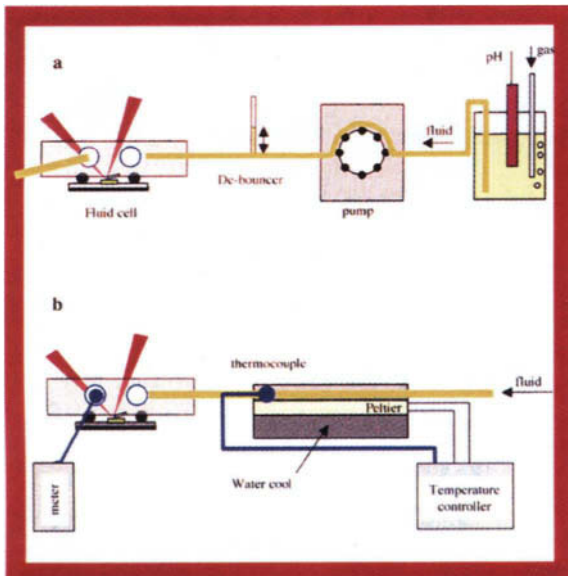 a
pH
gas
fluid
De-bouncer
pump
Fluid cell
b
thermocouple
fluid
Peltier
Water cool
meter
Temperature
controller